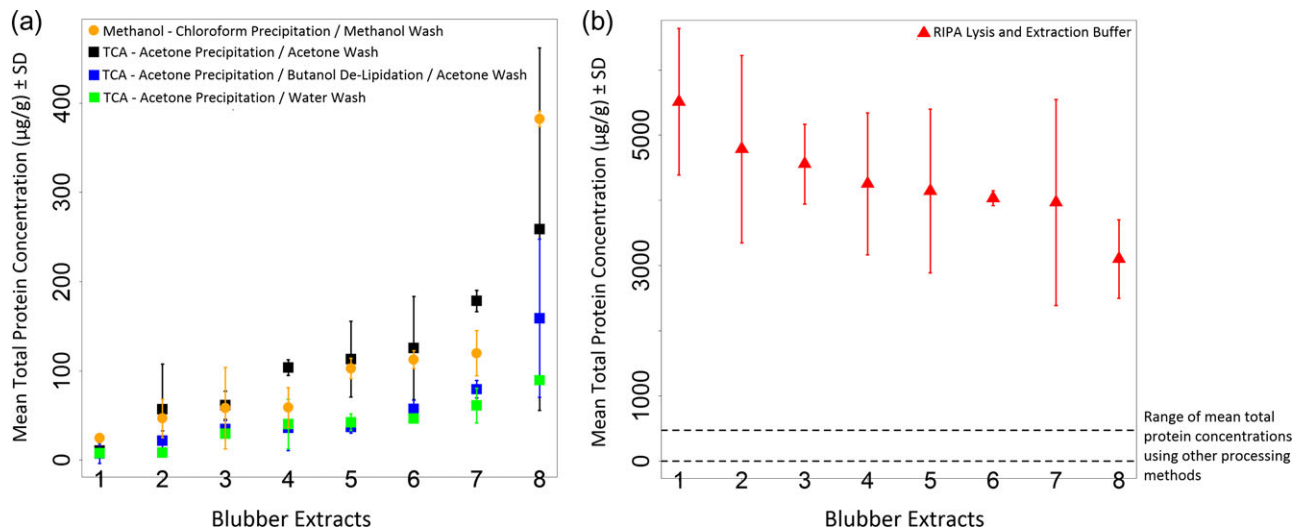 (a)
Methanol - Chloroform Precipitation / Methanol Wash
TCA - Acetone Precipitation / Acetone Wash
TCA - Acetone Precipitation / Butanol De-Lipidation / Acetone Wash
TCA - Acetone Precipitation / Water Wash
Mean Total Protein Concentration (µg/g) ± SD
400
300
200
100
0
1 2 3 4 5 6 7 8
Blubber Extracts
(b)
RIPA Lysis and Extraction Buffer
Mean Total Protein Concentration (µg/g) ± SD
5000
3000
1000
0
1 2 3 4 5 6 7 8
Blubber Extracts
Range of mean total
protein concentrations
using other processing
methods